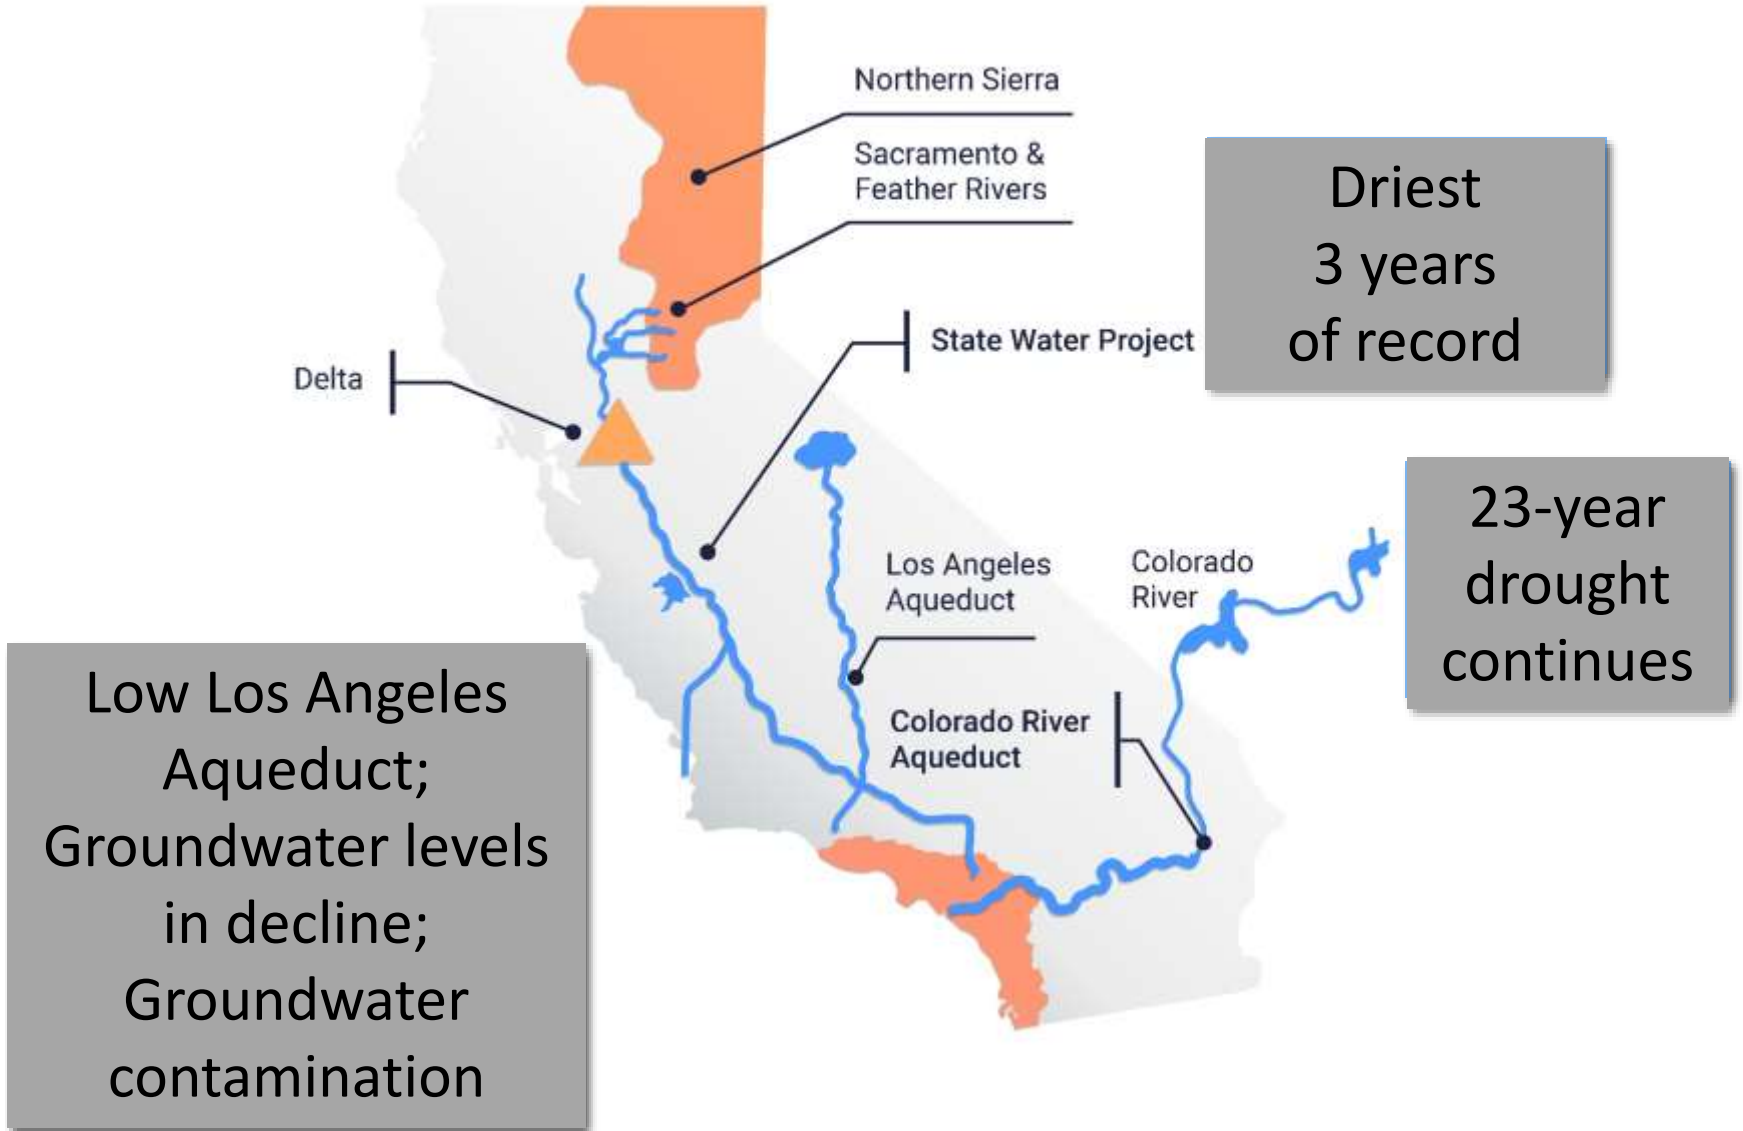 Northern Sierra
Sacramento &
Feather Rivers
Driest
3 years
of record
State Water Project
Delta
23-year
drought
continues
Los Angeles
Aqueduct
Colorado
River
Low Los Angeles
Aqueduct;
Groundwater levels
in decline;
Groundwater
contamination
Colorado River
Aqueduct